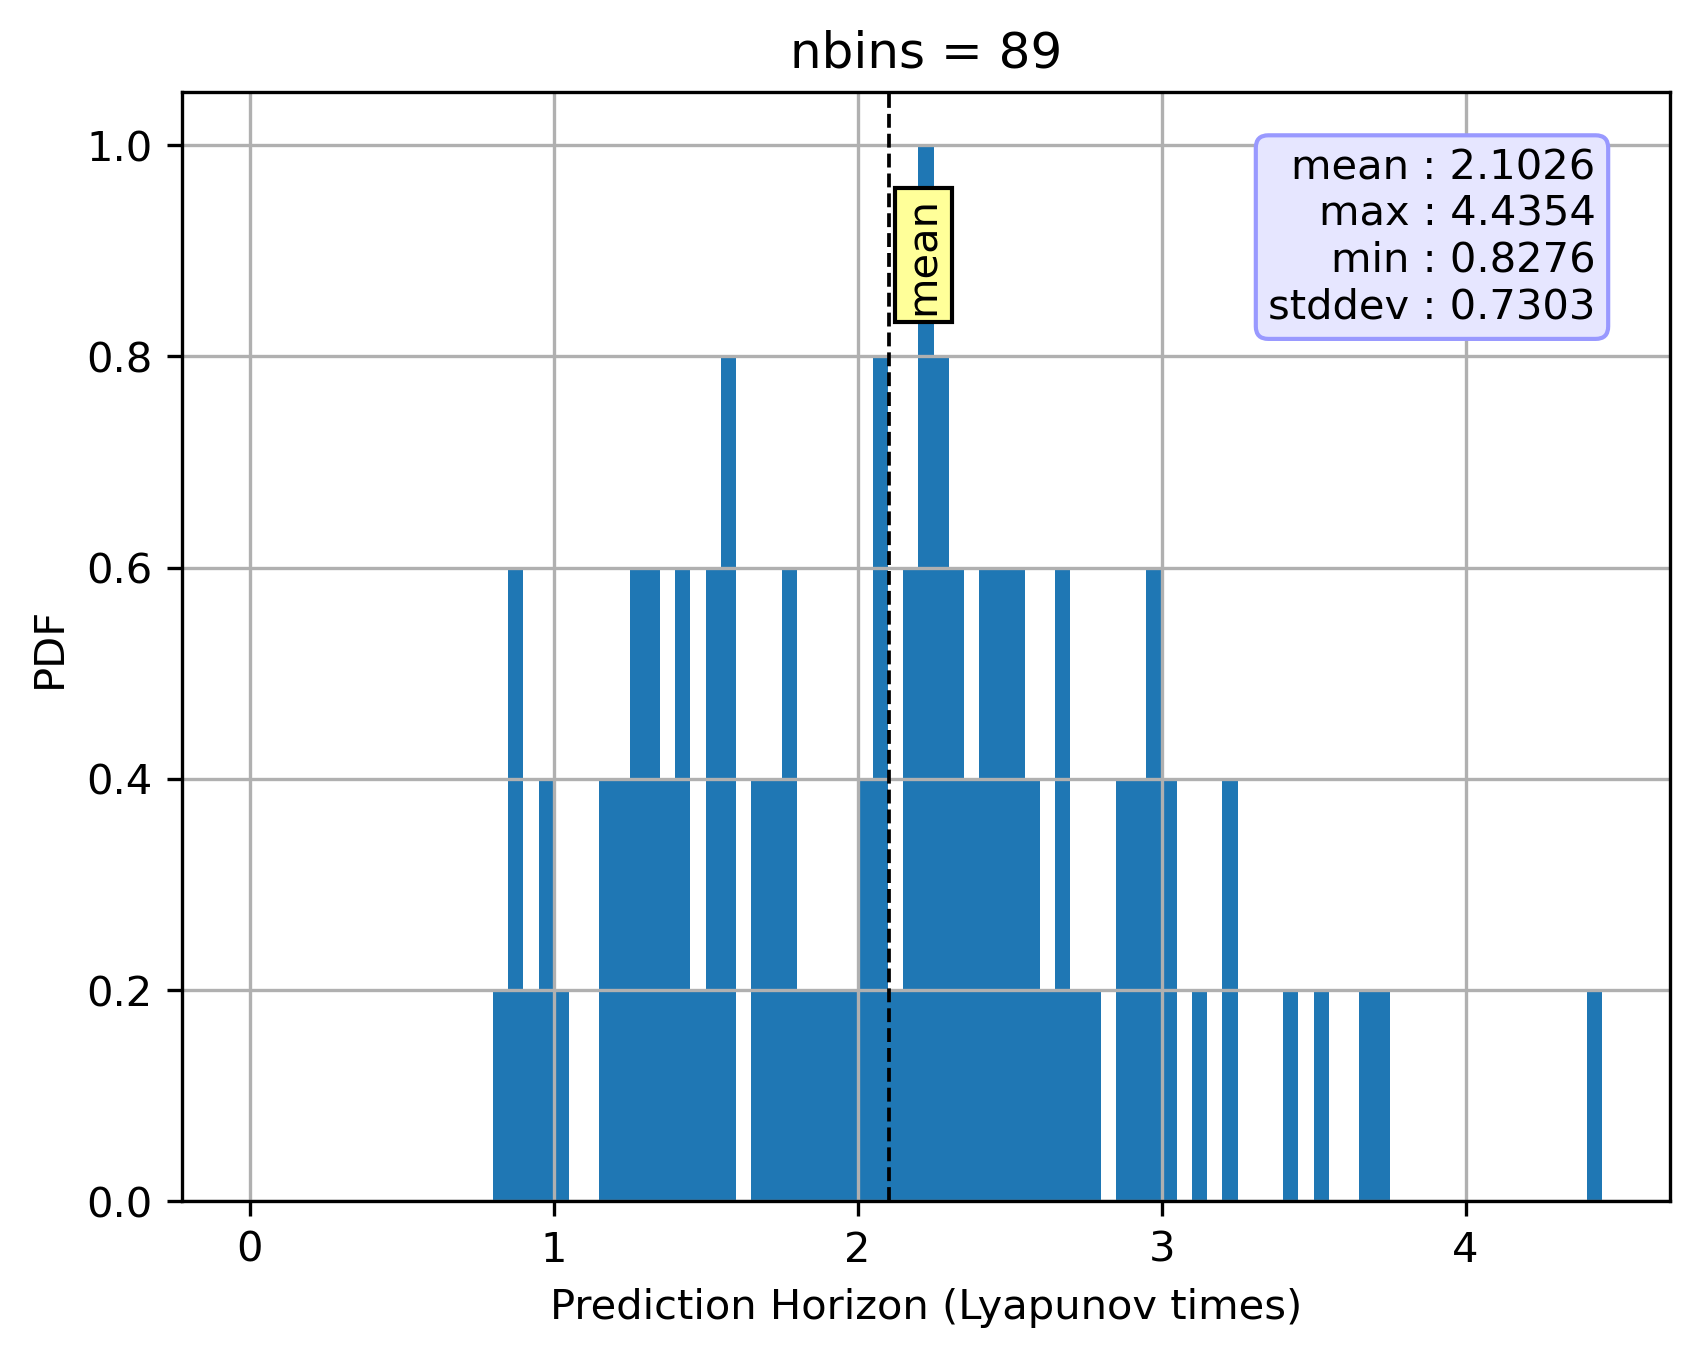 nbins = 89
mean : 2.1026
max : 4.4354
min : 0.8276
stddev : 0.7303
mean
PDF
1.0
0.8
0.6
0.4
0.2
0.0
0 1 2 3 4
Prediction Horizon (Lyapunov times)